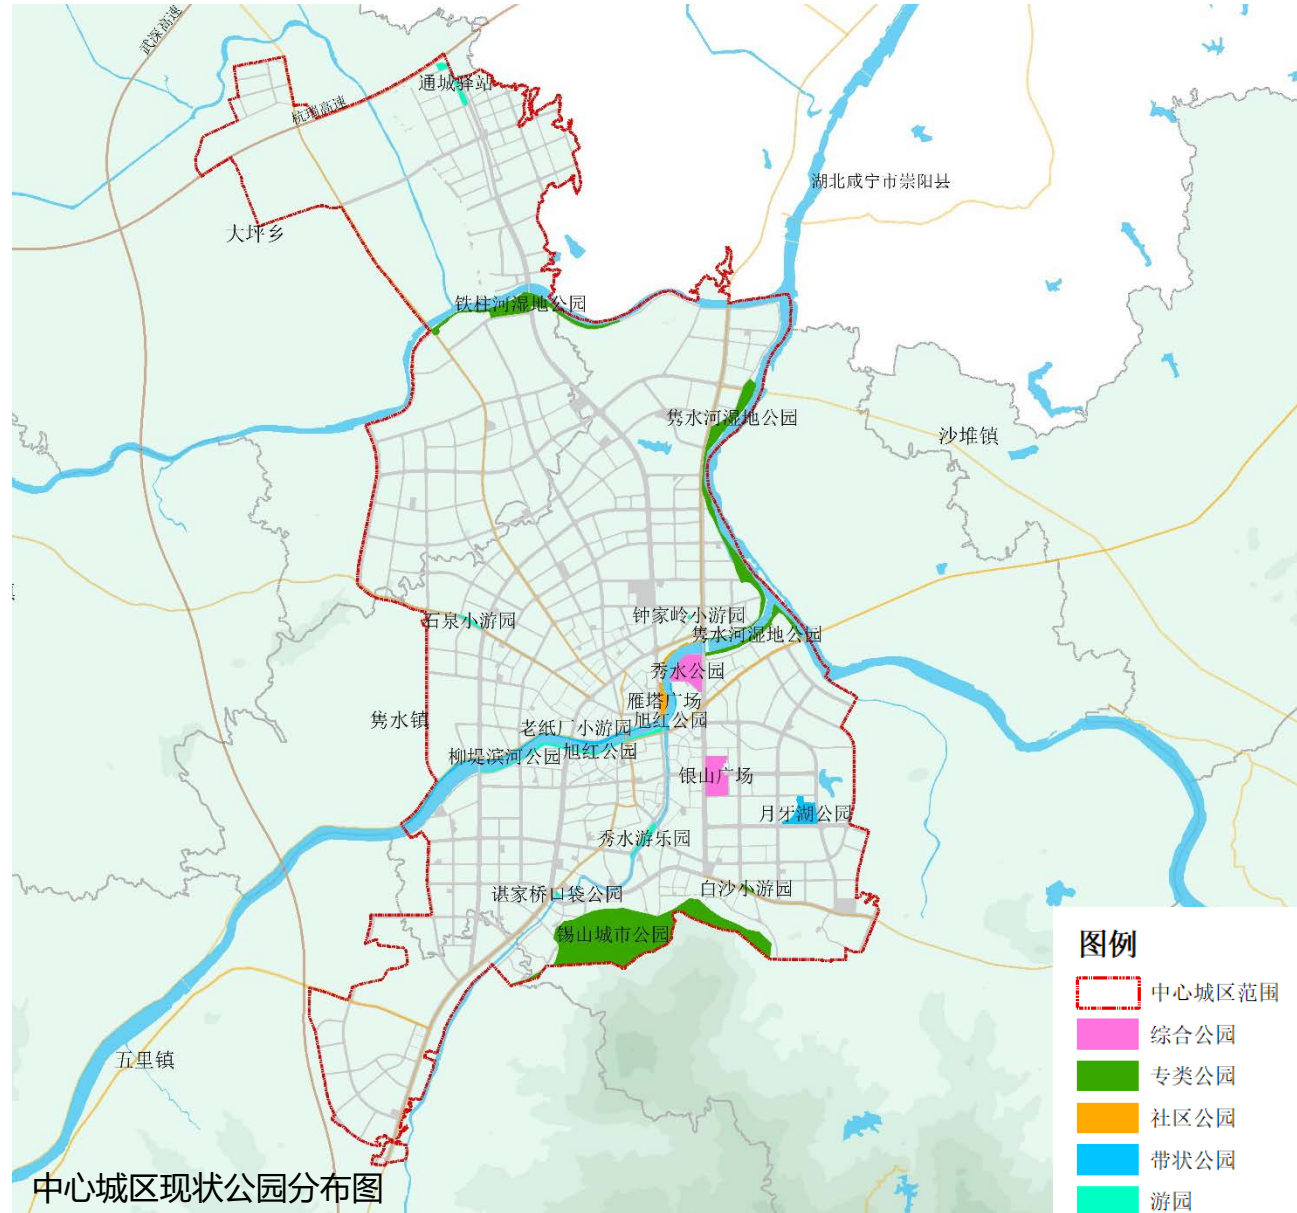 武深高速
通城驿站
杭瑞高速
湖北咸宁市崇阳县
大坪乡
铁柱河湿地公园
隽水河湿地公园
沙堆镇
石泉小游园
钟家岭小游园
隽水河湿地公园
秀水公园
雁塔广场
隽水镇
旭红公园
老纸厂小游园
柳堤滨河公园
旭红公园
银山广场
月牙湖公园
秀水游乐园
谌家桥口袋公园
白沙小游园
锡山城市公园
五里镇
图例
中心城区范围
综合公园
专类公园
社区公园
带状公园
游园
中心城区现状公园分布图